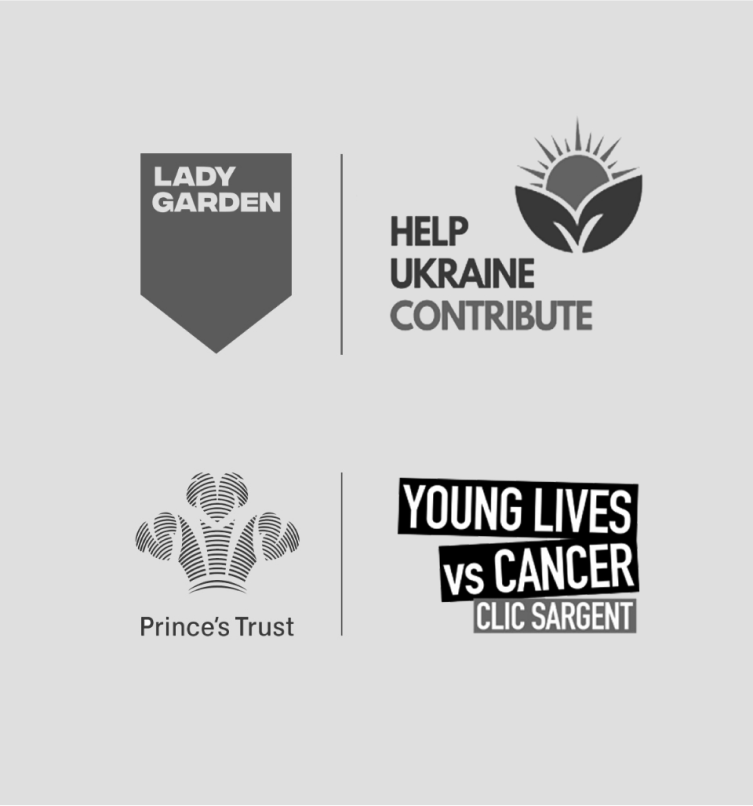 LADY
GARDEN
HELP
UKRAINE
CONTRIBUTE
Prince's Trust
YOUNG LIVES
vs CANCER
CLIC SARGENT